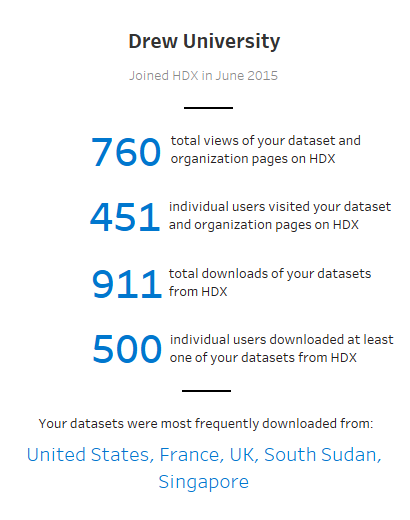 Drew University
Joined HDX in June 2015
760 total views of your dataset and
organization pages on HDX
451 individual users visited your dataset
and organization pages on HDX
911 total downloads of your datasets
from HDX
500 individual users downloaded at least
one of your datasets from HDX
Your datasets were most frequently downloaded from:
United States, France, UK, South Sudan,
Singapore